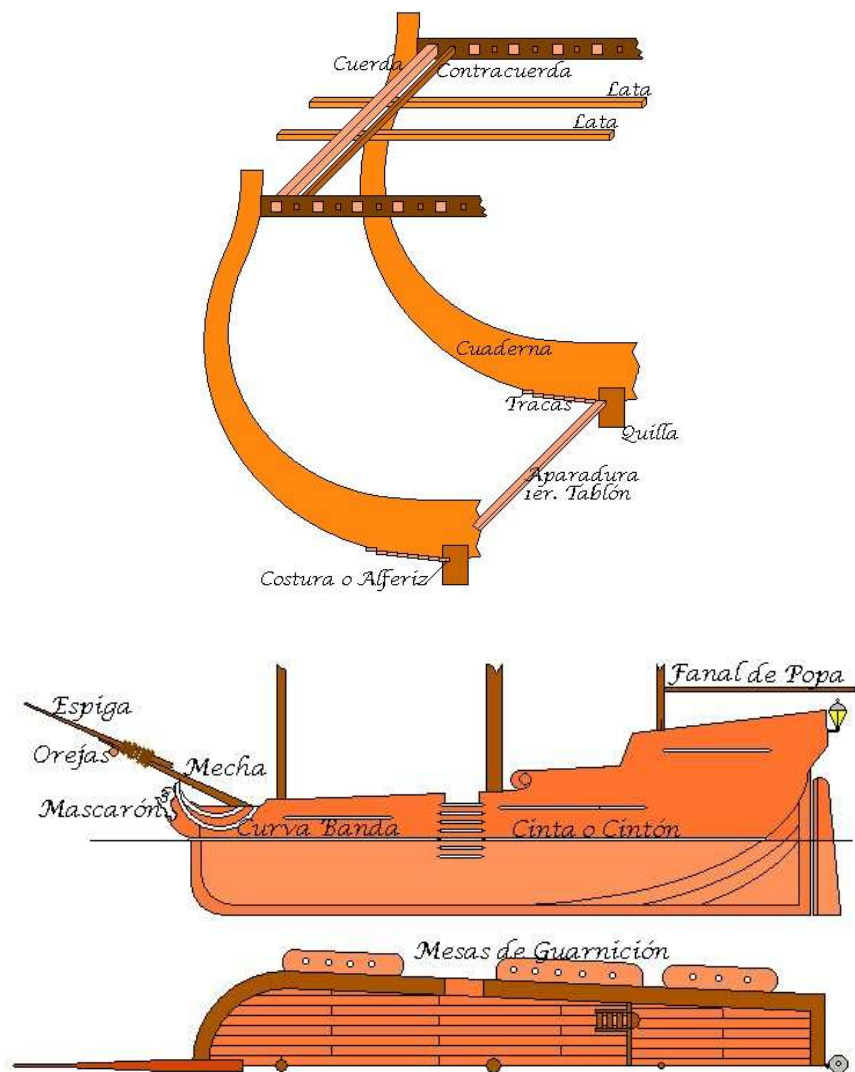 Cuerda
Contracuerda
Lata
Lata
Cuaderna
Tracas
Quilla
Aparadura
1er. Tablón
Costura o Alferiz
Fanal de Popa
Espiga
Orejas
Mecha
Mascarón
Curva Banda
Cinta o Cintón
Mesas de Guarnición